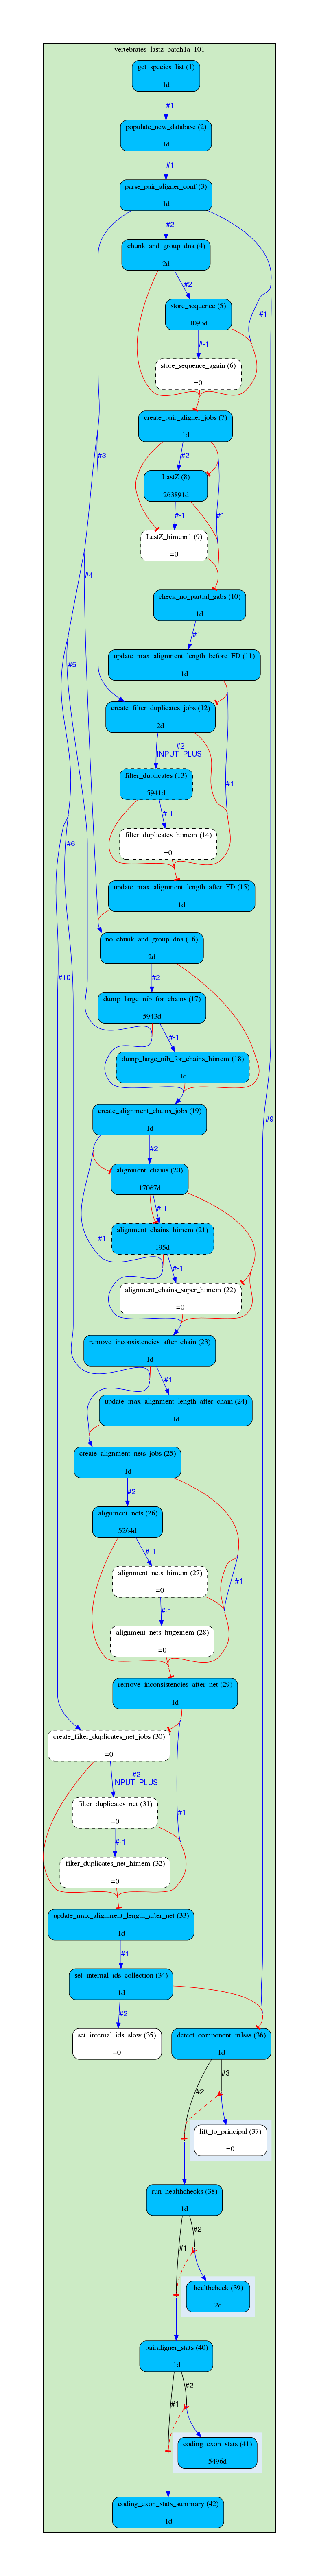 vertebrates_lastz_batch1a_101
get_species_list (1)
1d
#1
populate_new_database (2)
1d
#1
parse_pair_aligner_conf (3)
1d
#2
chunk_and_group_dna (4)
2d
#2
store_sequence (5)
1093d
#1
#-1
store_sequence_again (6)
=0
create_pair_aligner_jobs (7)
1d
#3
#2
LastZ (8)
263891d
#-1
#1
LastZ_himem1 (9)
=0
#4
check_no_partial_gabs (10)
1d
#1
update_max_alignment_length_before_FD (11)
1d
#5
create_filter_duplicates_jobs (12)
2d
#2
INPUT_PLUS
filter_duplicates (13)
5941d
#1
#-1
filter_duplicates_himem (14)
=0
#6
update_max_alignment_length_after_FD (15)
1d
#9
no_chunk_and_group_dna (16)
2d
#10
#2
dump_large_nib_for_chains (17)
5943d
#-1
dump_large_nib_for_chains_himem (18)
1d
create_alignment_chains_jobs (19)
1d
#2
alignment_chains (20)
17067d
#-1
#1
alignment_chains_himem (21)
195d
#-1
alignment_chains_super_himem (22)
=0
remove_inconsistencies_after_chain (23)
1d
#1
update_max_alignment_length_after_chain (24)
1d
create_alignment_nets_jobs (25)
1d
#2
alignment_nets (26)
5264d
#-1
alignment_nets_himem (27)
=0
#1
#-1
alignment_nets_hugemem (28)
=0
remove_inconsistencies_after_net (29)
1d
create_filter_duplicates_net_jobs (30)
=0
#2
INPUT_PLUS
filter_duplicates_net (31)
=0
#1
#-1
filter_duplicates_net_himem (32)
=0
update_max_alignment_length_after_net (33)
1d
#1
set_internal_ids_collection (34)
1d
#2
set_internal_ids_slow (35)
=0
detect_component_mlsss (36)
1d
#3
#2
lift_to_principal (37)
=0
run_healthchecks (38)
1d
#2
#1
healthcheck (39)
2d
pairaligner_stats (40)
1d
#2
#1
coding_exon_stats (41)
5496d
coding_exon_stats_summary (42)
1d